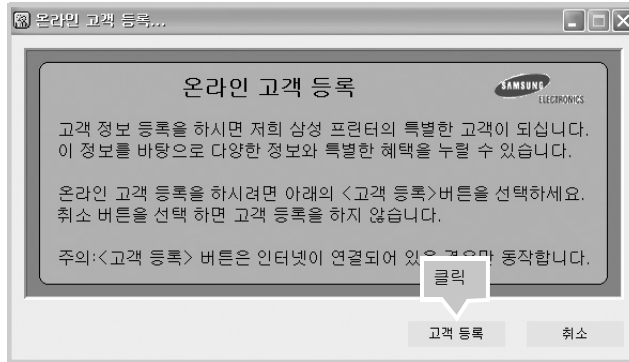 온라인 고객 등록...
온라인 고객 등록
SAMSUNG
ELECTRONICS
고객 정보 등록을 하시면 저희 삼성 프린터의 특별한 고객이 되십니다.
이 정보를 바탕으로 다양한 정보와 특별한 혜택을 누릴 수 있습니다.
온라인 고객 등록을 하시려면 아래의 <고객 등록>버튼을 선택하세요.
취소 버튼을 선택 하면 고객 등록을 하지 않습니다.
주의:<고객 등록> 버튼은 인터넷이 연결되어 동작합니다.
클릭
고객 등록 취소